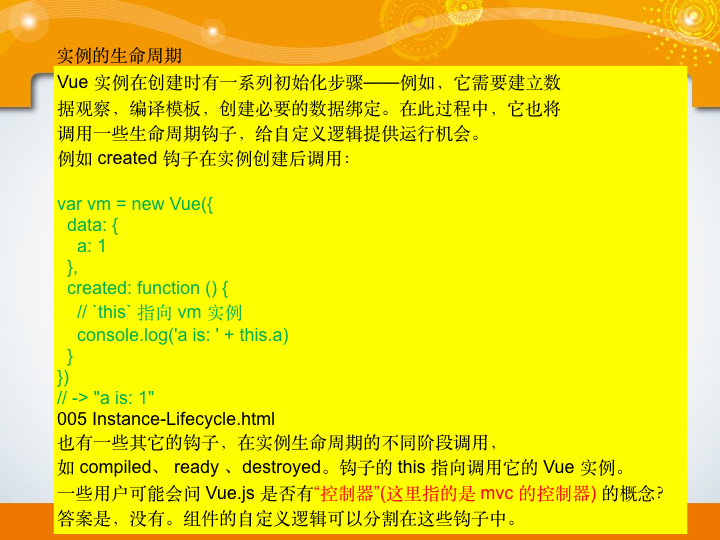 实例的生命周期
Vue 实例在创建时有一系列初始化步骤——例如，它需要建立数
据观察，编译模板，创建必要的数据绑定。在此过程中，它也将
调用一些生命周期钩子，给自定义逻辑提供运行机会。
例如 created 钩子在实例创建后调用：
var vm = new Vue({
data: {
a: 1
},
created: function () {
// `this` 指向 vm 实例
console.log('a is: ' + this.a)
}
})
// -> "a is: 1"
005 Instance-Lifecycle.html
也有一些其它的钩子，在实例生命周期的不同阶段调用，
如 compiled、 ready 、destroyed。钩子的 this 指向调用它的 Vue 实例。
一些用户可能会问 Vue.js 是否有“控制器”(这里指的是 mvc 的控制器) 的概念？
答案是，没有。组件的自定义逻辑可以分割在这些钩子中。